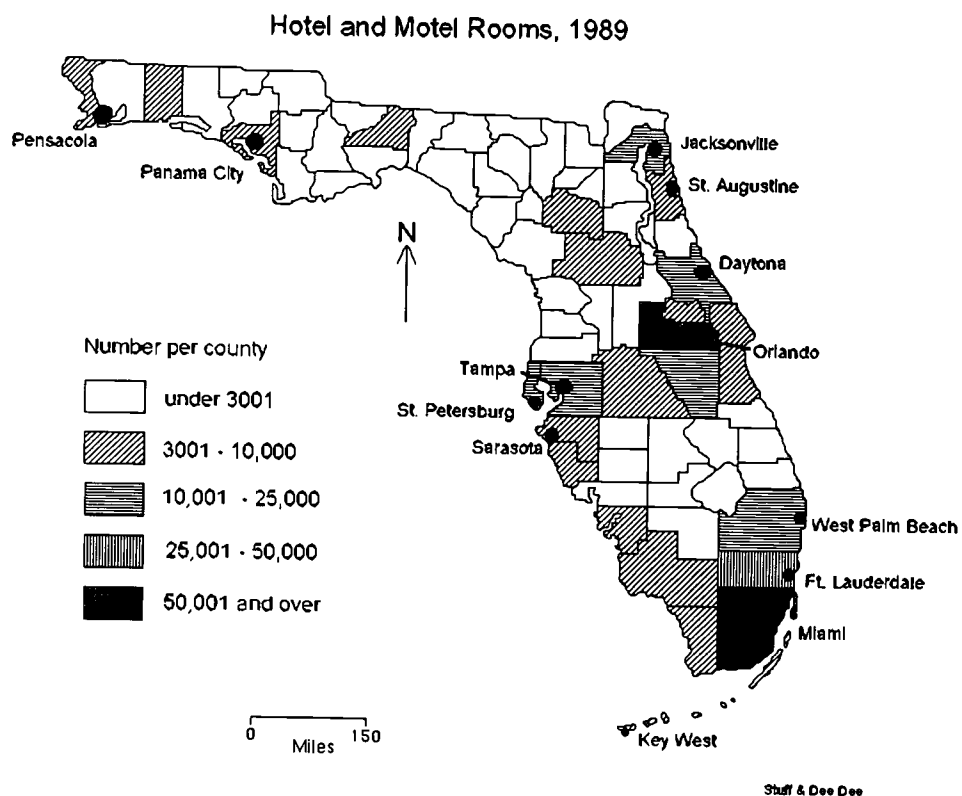 Hotel and Motel Rooms, 1989
Pensacola
Panama City
Jacksonville
St. Augustine
N
Daytona
Orlando
Number per county
under 3001
3001 - 10,000
10,001 - 25,000
25,001 - 50,000
50,001 and over
Tampa
St. Petersburg
Sarasota
West Palm Beach
Ft. Lauderdale
Miami
Key West
0 150
Miles
Stuff & Dee Dee